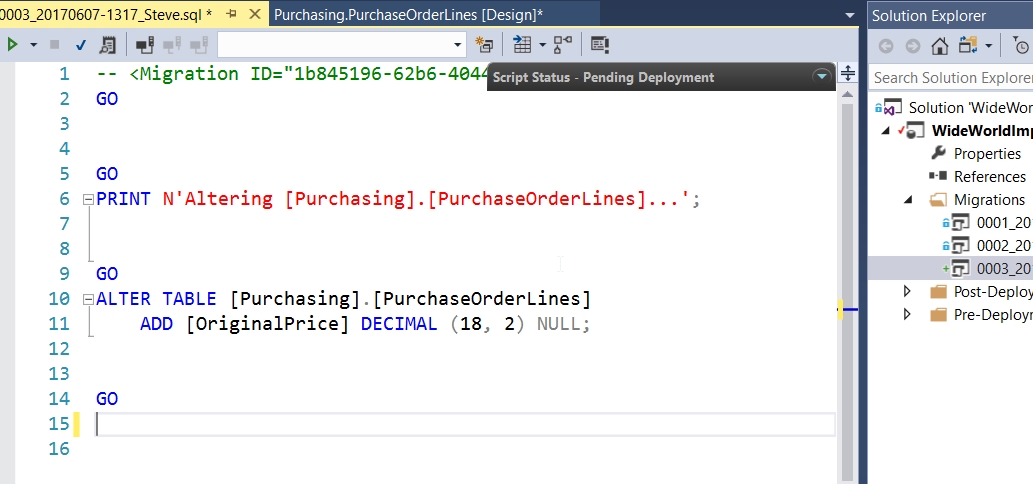 0003_20170607-1317_Steve.sql *
Purchasing.PurchaseOrderLines [Design]*
Solution Explorer
Search Solution Explore
Script Status - Pending Deployment
1 -- <Migration ID="1b845196-62b6-4044
2 GO
3
4
5 GO
6 PRINT N'Altering [Purchasing].[PurchaseOrderLines]...';
7
8
9 GO
10 ALTER TABLE [Purchasing].[PurchaseOrderLines]
11 ADD [OriginalPrice] DECIMAL (18, 2) NULL;
12
13
14 GO
15
16
Solution 'WideWor
WideWorldImp
Properties
References
Migrations
0001_20
0002_20
0003_20
Post-Deploy
Pre-Deploy